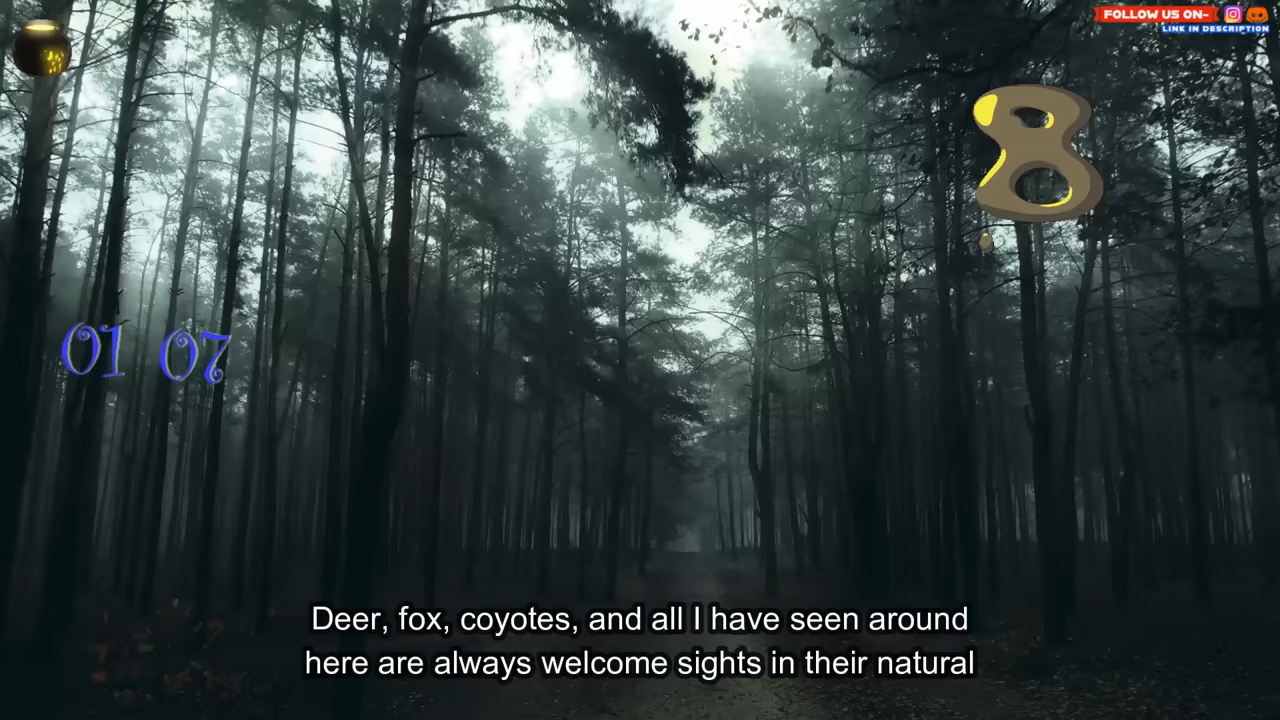 FOLLOW US ON-
LINK IN DESCRIPTION
8
01 07
Deer, fox, coyotes, and all I have seen around
here are always welcome sights in their natural